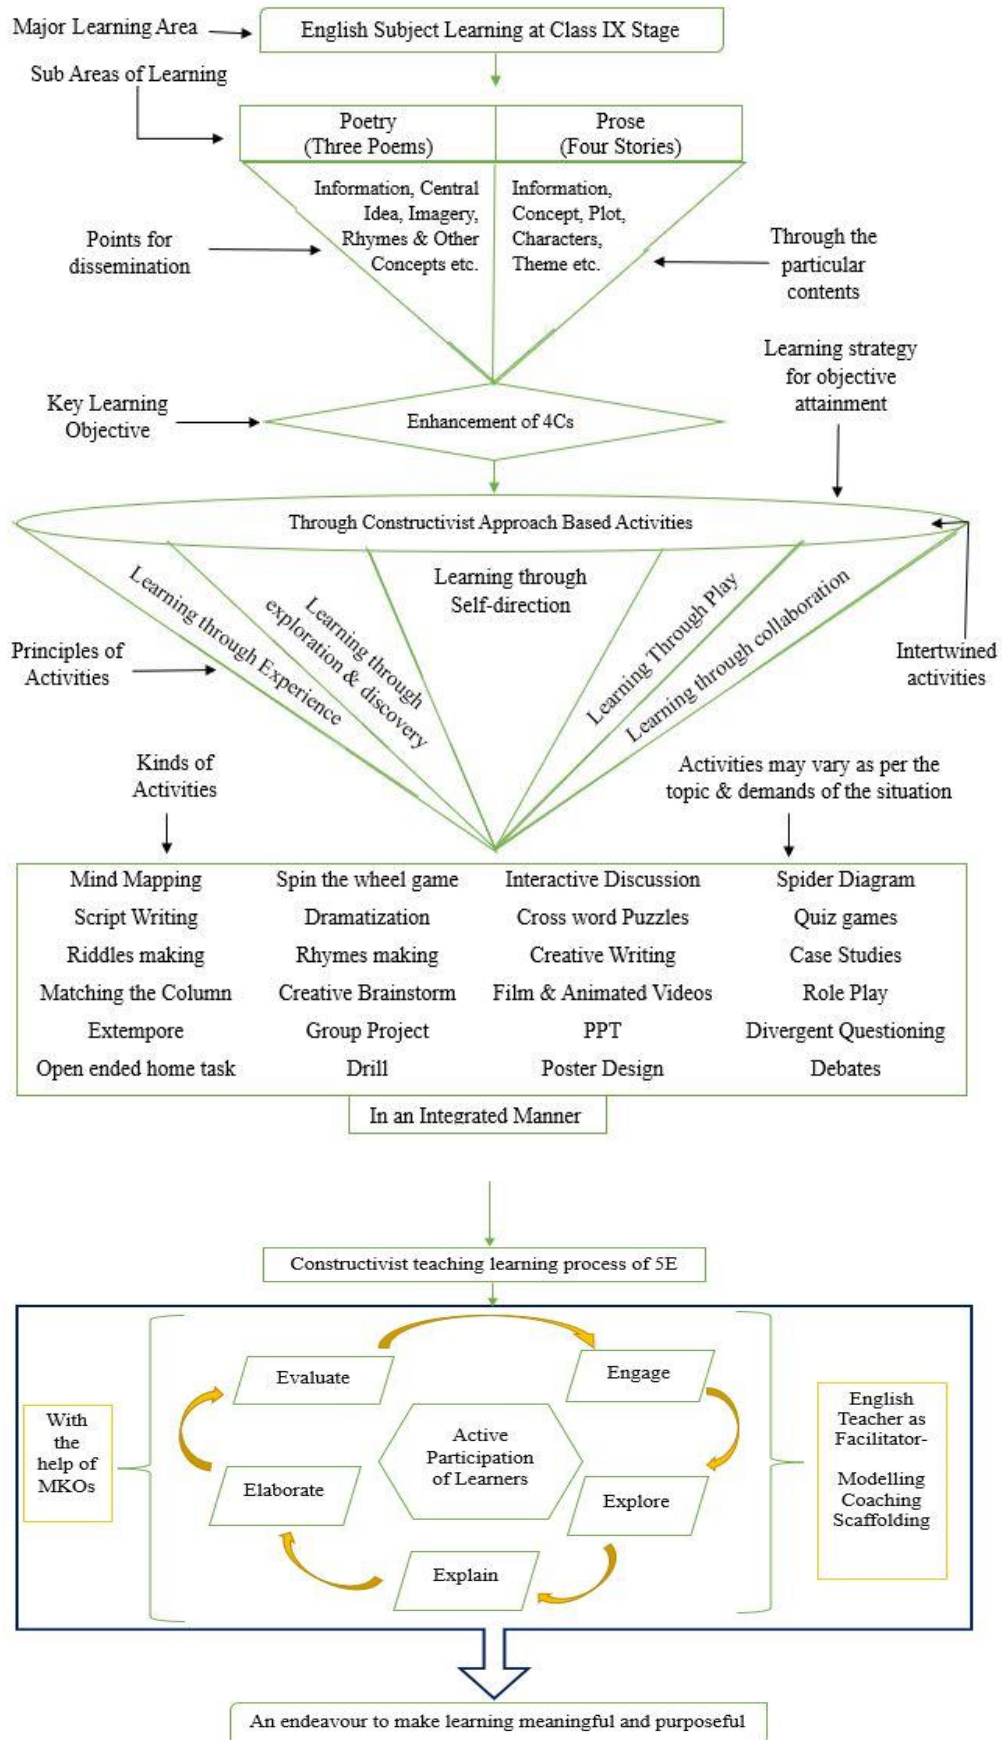 Major Learning Area
English Subject Learning at Class IX Stage
Sub Areas of Learning
Poetry
(Three Poems)
Prose
(Four Stories)
Information, Central
Idea, Imagery,
Rhymes & Other
Concepts etc.
Information,
Concept, Plot,
Characters,
Theme etc.
Points for
dissemination
Through the
particular
contents
Learning strategy
for objective
attainment
Key Learning
Objective
Enhancement of 4Cs
Through Constructivist Approach Based Activities
Learning through Experience
Learning through
exploration & discovery
Learning through
Self-direction
Learning Through Play
Learning through collaboration
Principles of
Activities
Intertwined
activities
Kinds of
Activities
Activities may vary as per the
topic & demands of the situation
Mind Mapping Spin the wheel game Interactive Discussion Spider Diagram
Script Writing Dramatization Cross word Puzzles Quiz games
Riddles making Rhymes making Creative Writing Case Studies
Matching the Column Creative Brainstorm Film & Animated Videos Role Play
Extempore Group Project PPT Divergent Questioning
Open ended home task Drill Poster Design Debates
In an Integrated Manner
Constructivist teaching learning process of 5E
With
the
help of
MKOs
Evaluate
Engage
Active
Participation
of Learners
Elaborate
Explore
Explain
English
Teacher as
Facilitator-
Modelling
Coaching
Scaffolding
An endeavour to make learning meaningful and purposeful